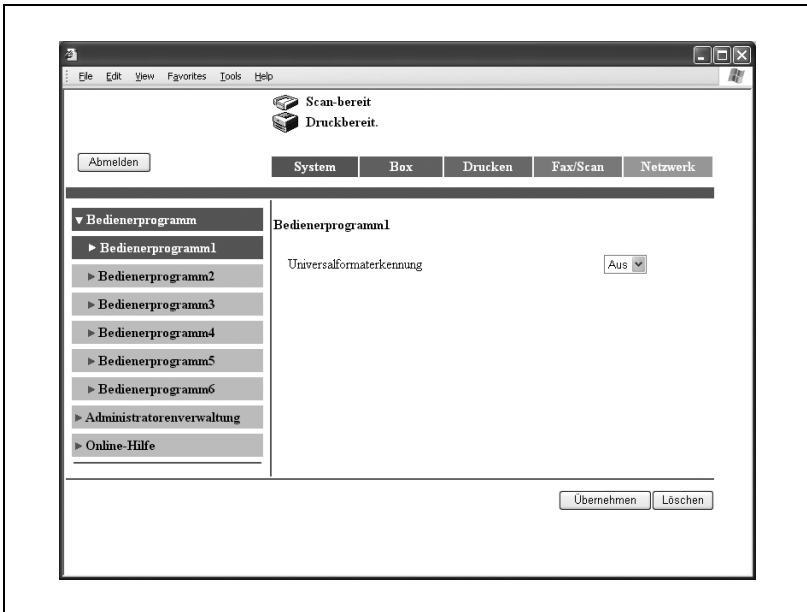 File Edit View Favorites Tools Help
Scan-bereit
Druckbereit.
Abmelden
System Box Drucken Fax/Scan Netzwerk
▼ Bedienerprogramm
► Bedienerprogramm1
► Bedienerprogramm2
► Bedienerprogramm3
► Bedienerprogramm4
► Bedienerprogramm5
► Bedienerprogramm6
► Administratorenverwaltung
► Online-Hilfe
Bedienerprogramm1
Universalformaterkennung Aus
Übernehmen Löschen